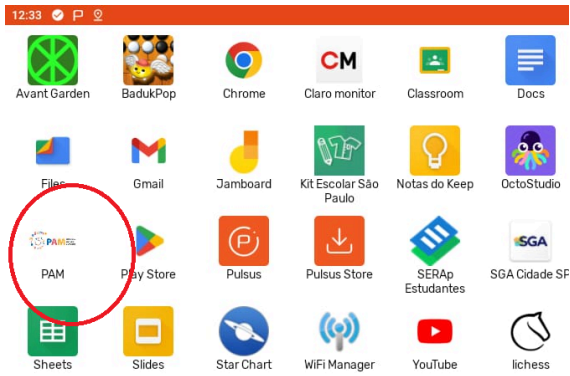 12:33
Avant Garden
BadukPop
Chrome
CM
Claro monitor
Classroom
Docs
Files
Gmail
Jamboard
Kit Escolar São
Paulo
Notas do Keep
OctoStudio
PAM
PAM
Play Store
Pulsus
Pulsus Store
SERAp
Estudantes
SGA
SGA Cidade SP
Sheets
Slides
Star Chart
WiFi Manager
YouTube
lichess